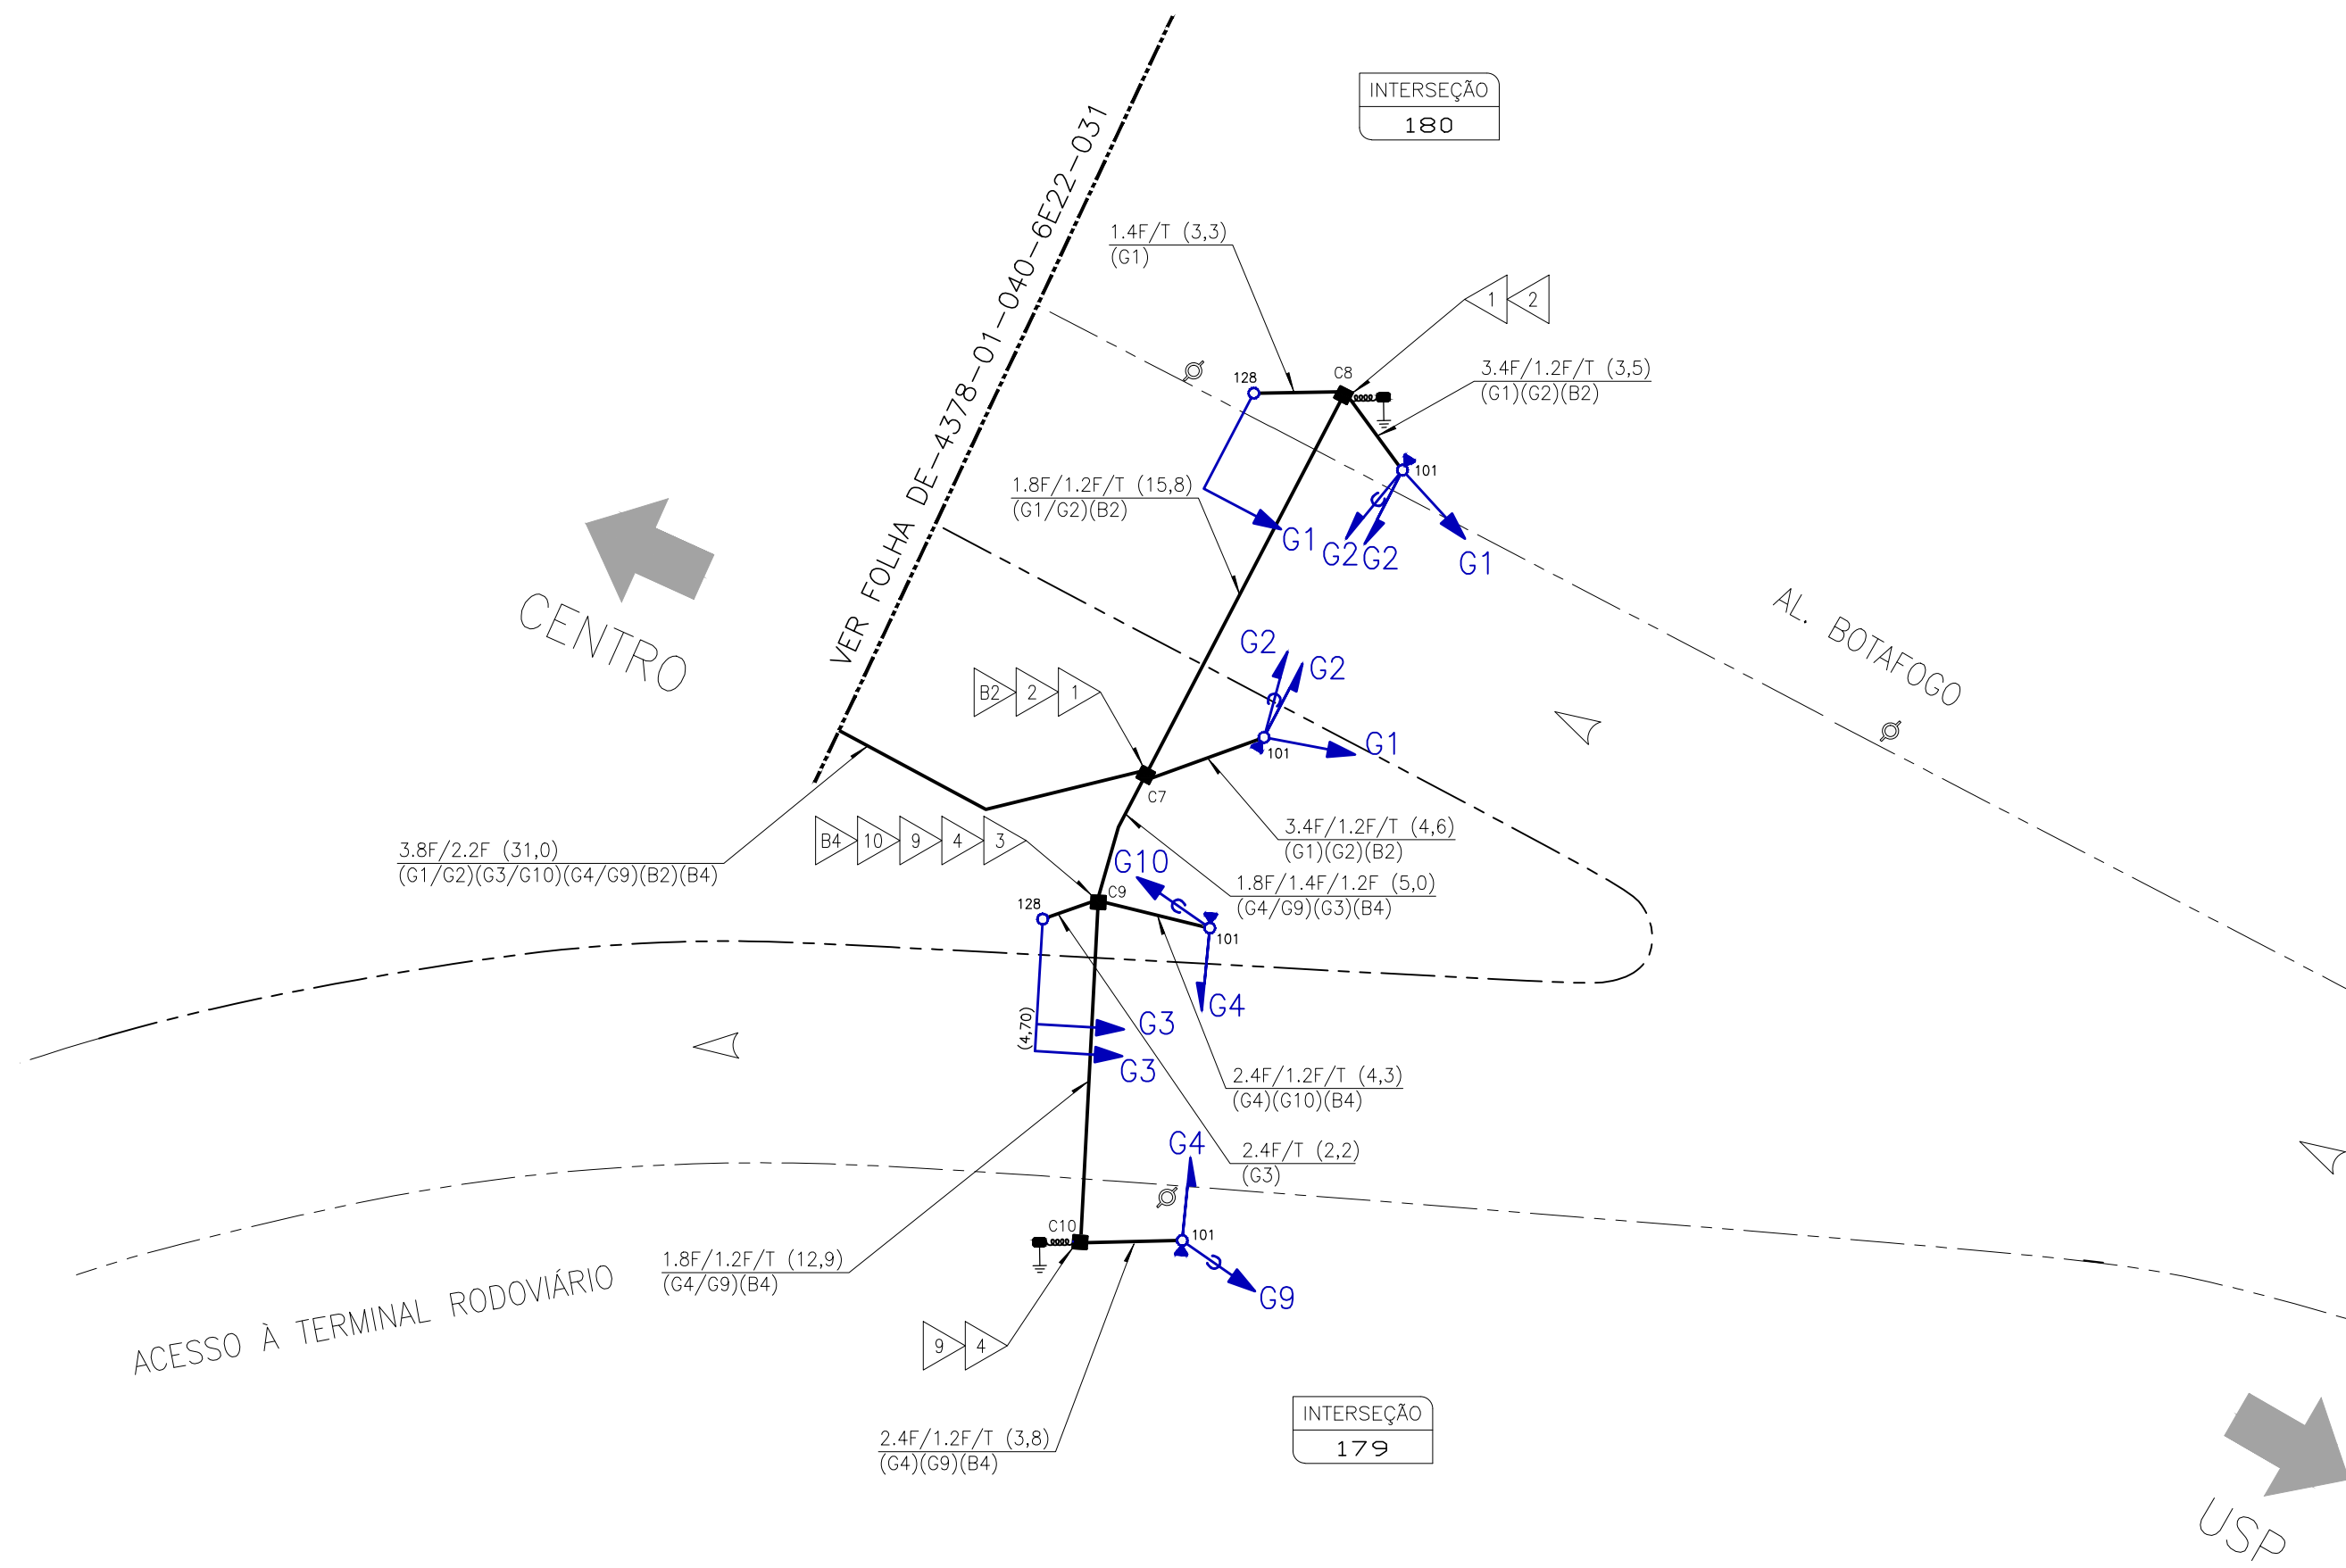 INTERSEÇÃO
180
VER FOLHA DE-4378-01-040-6E22-031
1.4F/T (3,3)
(G1)
1 2
C8
128
3.4F/1.2F/T (3,5)
(G1)(G2)(B2)
101
1.8F/1.2F/T (15,8)
(G1/G2)(B2)
G1
G2
G2
G1
CENTRO
AL. BOTAFOGO
G2
G2
B2 2 1
G1
101
C7
B4 10 9 4 3
3.8F/2.2F (31,0)
(G1/G2)(G3/G10)(G4/G9)(B2)(B4)
3.4F/1.2F/T (4,6)
(G1)(G2)(B2)
G10
1.8F/1.4F/1.2F (5,0)
(G4/G9)(G3)(B4)
C9
128
101
G4
(4,70)
G3
G3
2.4F/1.2F/T (4,3)
(G4)(G10)(B4)
G4
2.4F/T (2,2)
(G3)
C10
101
1.8F/1.2F/T (12,9)
(G4/G9)(B4)
G9
ACESSO À TERMINAL RODOVIÁRIO
9 4
2.4F/1.2F/T (3,8)
(G4)(G9)(B4)
INTERSEÇÃO
179
USP